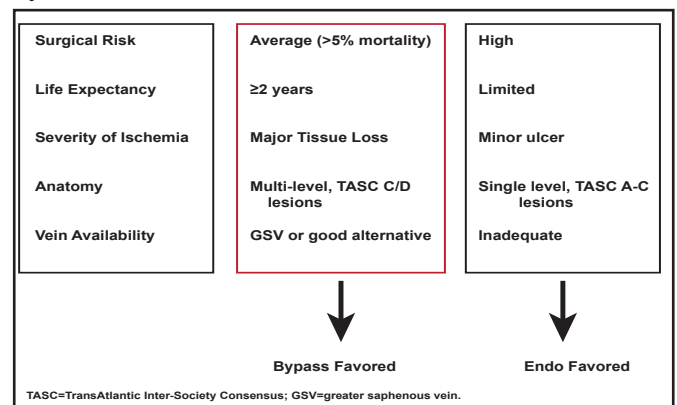 Surgical Risk
Average (>5% mortality)
High
Life Expectancy
≥2 years
Limited
Severity of Ischemia
Major Tissue Loss
Minor ulcer
Anatomy
Multi-level, TASC C/D
lesions
Single level, TASC A-C
lesions
Vein Availability
GSV or good alternative
Inadequate
Bypass Favored
Endo Favored
TASC=TransAtlantic Inter-Society Consensus; GSV=greater saphenous vein.